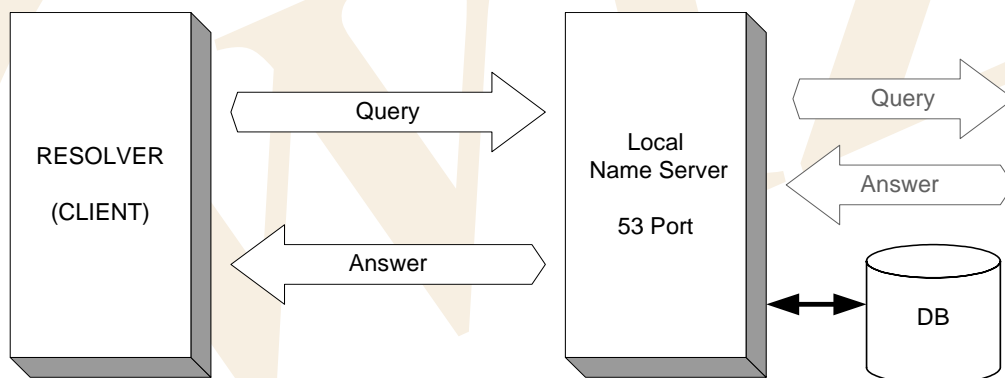 RESOLVER
(CLIENT)
Query
Answer
Local
Name Server
53 Port
Query
Answer
DB